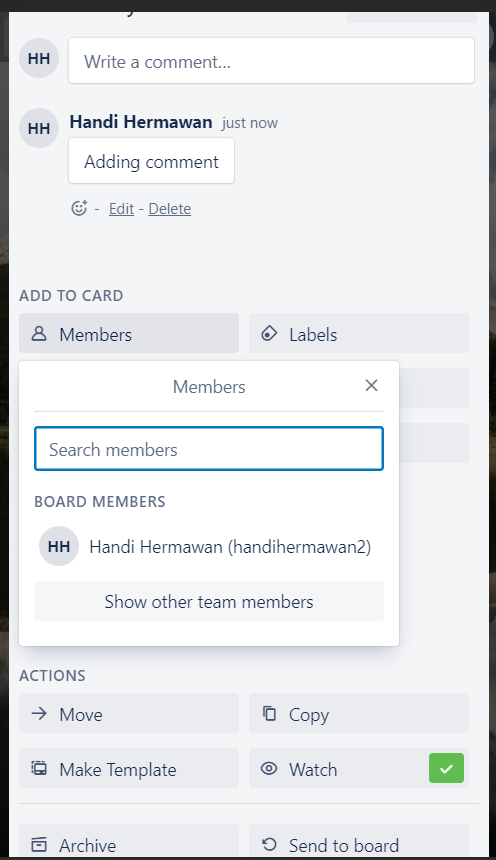 HH
Write a comment...
HH
Handi Hermawan just now
Adding comment
- Edit - Delete
ADD TO CARD
Members
Labels
Members
Search members
BOARD MEMBERS
HH
Handi Hermawan (handihermawan2)
Show other team members
ACTIONS
Move
Copy
Make Template
Watch
Archive
Send to board